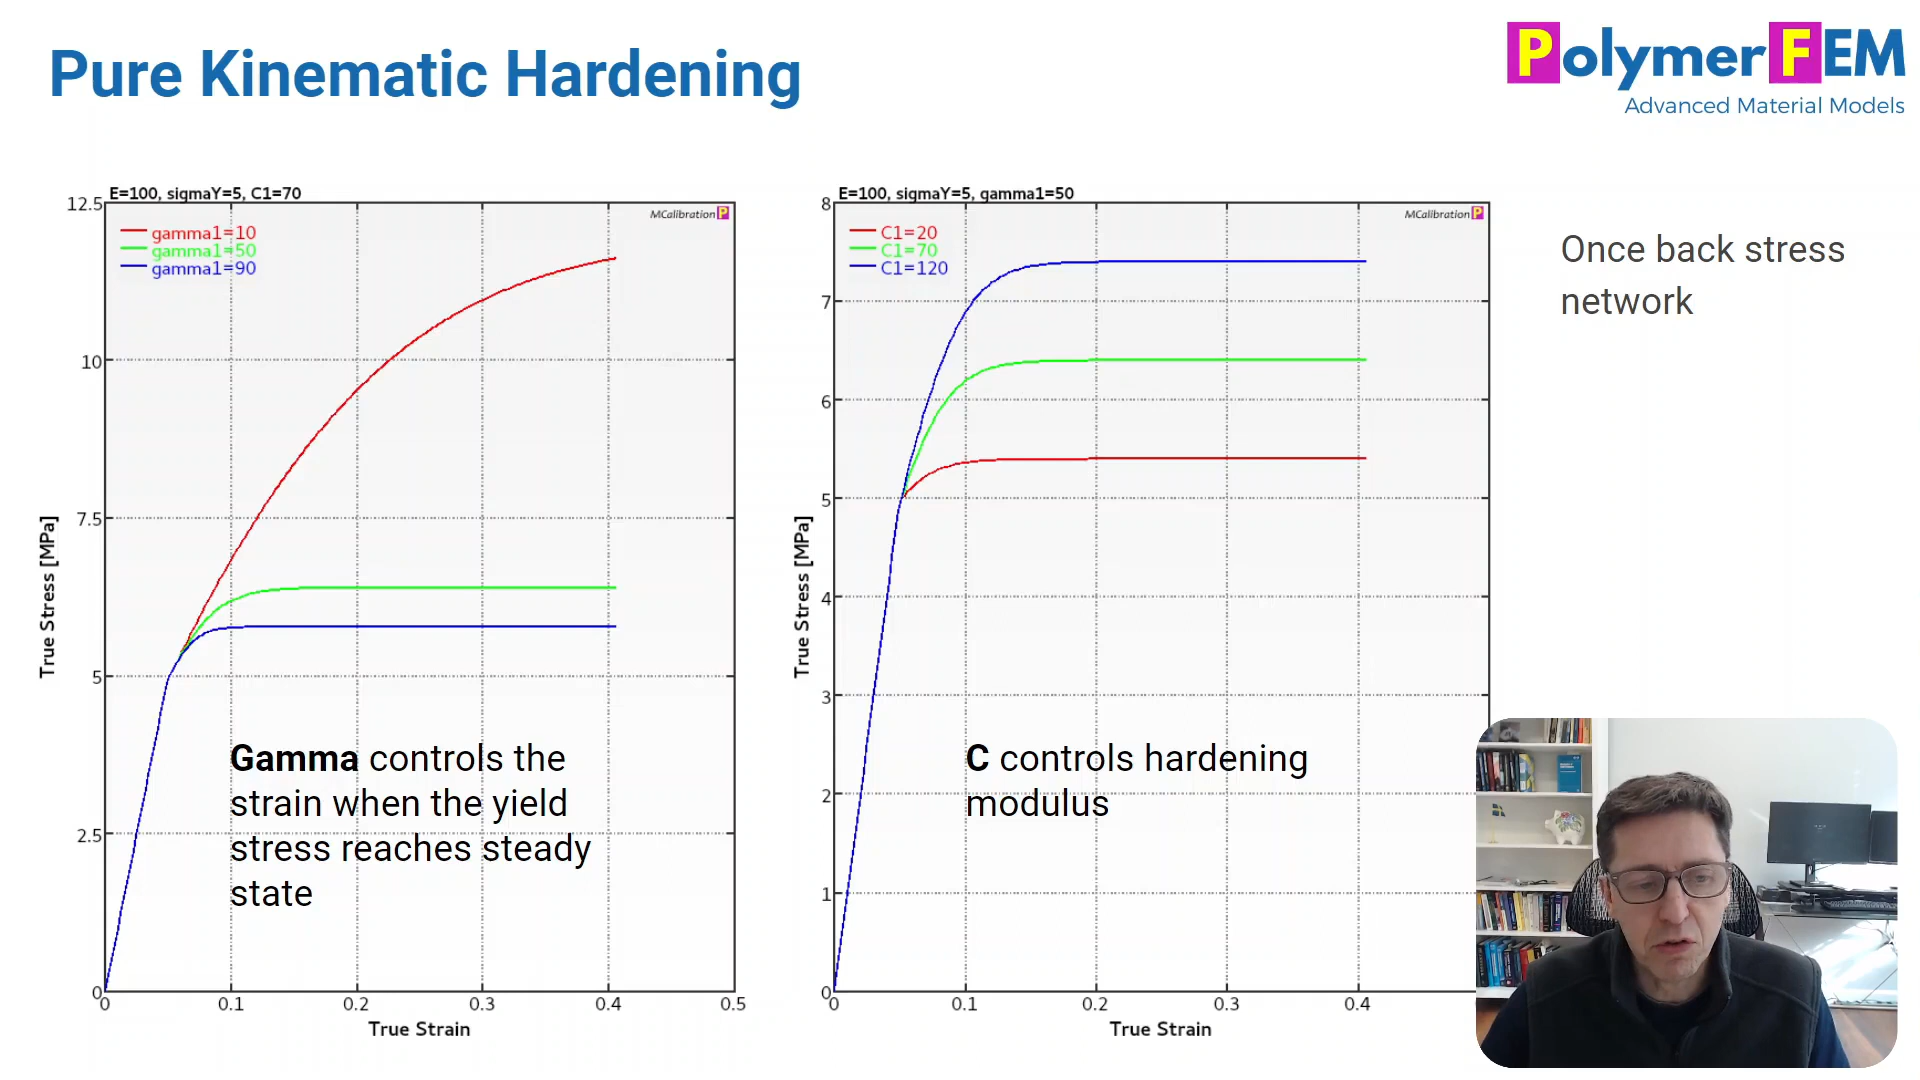 Pure Kinematic Hardening
PolymerFEM
Advanced Material Models
E=100, sigmaY=5, C1=70
12.5
10
7.5
5
2.5
0
True Stress [MPa]
gamma1=10
gamma1=50
gamma1=90
MCalibration P
Gamma controls the
strain when the yield
stress reaches steady
state
0 0.1 0.2 0.3 0.4 0.5
True Strain
E=100, sigmaY=5, gamma1=50
8
7
6
5
4
3
2
1
0
True Stress [MPa]
C1=20
C1=70
C1=120
MCalibration P
C controls hardening
modulus
0 0.1 0.2 0.3 0.4
True Strain
Once back stress
network